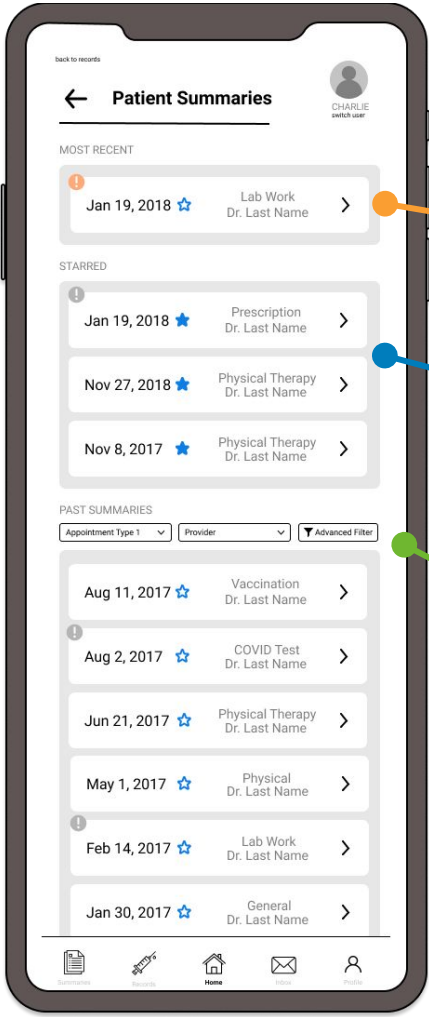 back to records
Patient Summaries
CHARLIE
switch user
MOST RECENT
Jan 19, 2018
Lab Work
Dr. Last Name
STARRED
Jan 19, 2018
Prescription
Dr. Last Name
Nov 27, 2018
Physical Therapy
Dr. Last Name
Nov 8, 2017
Physical Therapy
Dr. Last Name
PAST SUMMARIES
Appointment Type 1
Provider
Advanced Filter
Aug 11, 2017
Vaccination
Dr. Last Name
Aug 2, 2017
COVID Test
Dr. Last Name
Jun 21, 2017
Physical Therapy
Dr. Last Name
May 1, 2017
Physical
Dr. Last Name
Feb 14, 2017
Lab Work
Dr. Last Name
Jan 30, 2017
General
Dr. Last Name
Summaries
Records
Home
Inbox
Profile